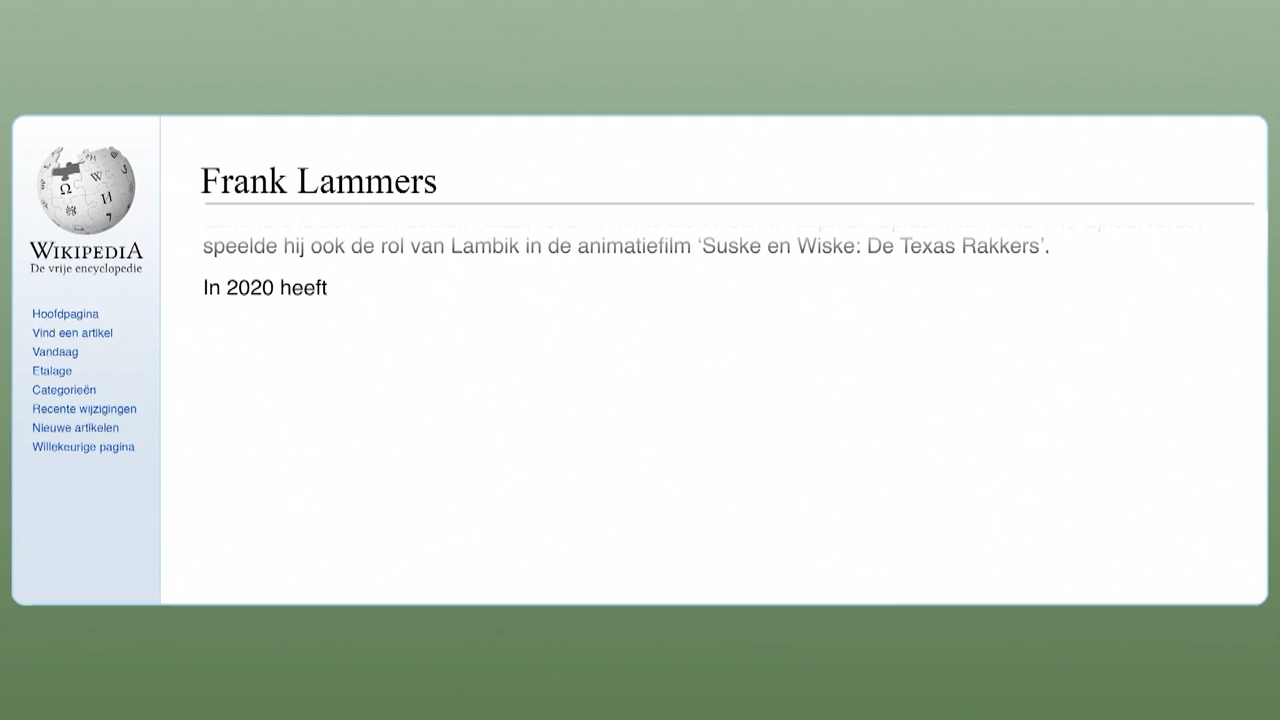 WIKIPEDIA
De vrije encyclopedie
Hoofdpagina
Vind een artikel
Vandaag
Etalage
Categorieën
Recente wijzigingen
Nieuwe artikelen
Willekeurige pagina
Frank Lammers
speelde hij ook de rol van Lambik in de animatiefilm ‘Suske en Wiske: De Texas Rakkers’.
In 2020 heeft